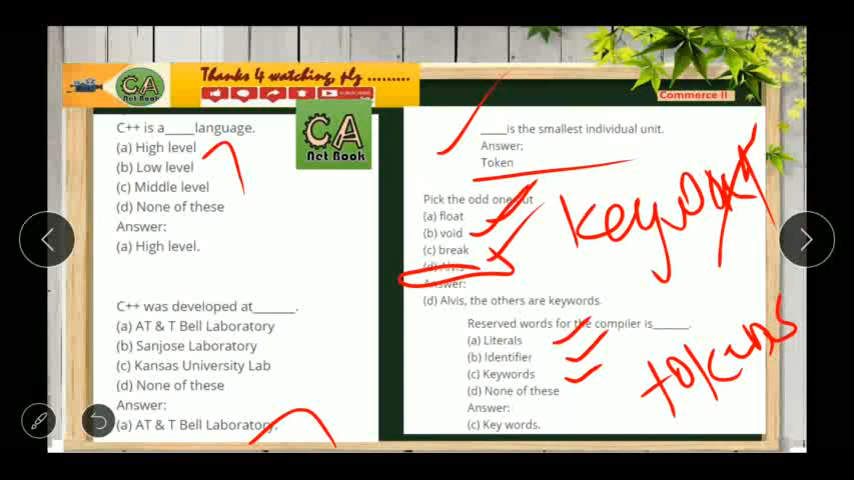 CA
Net Book
Thanks 4 watching, plz .........
CA
Net Book
C++ is a____language.
(a) High level
(b) Low level
(c) Middle level
(d) None of these
Answer:
(a) High level.
C++ was developed at______.
(a) AT & T Bell Laboratory
(b) Sanjose Laboratory
(c) Kansas University Lab
(d) None of these
Answer:
(a) AT & T Bell Laboratory.
Commerce II
____is the smallest individual unit.
Answer:
Token
Pick the odd one out
(a) float
(b) void
(c) break
(d) Alvis
Answer:
(d) Alvis, the others are keywords.
keyword
Reserved words for the compiler is______.
(a) Literals
(b) Identifier
(c) Keywords
(d) None of these
Answer:
(c) Key words.
tokens